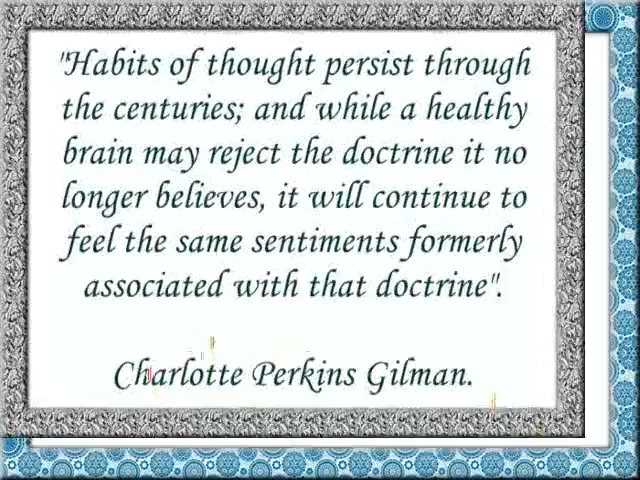 "Habits of thought persist through
the centuries; and while a healthy
brain may reject the doctrine it no
longer believes, it will continue to
feel the same sentiments formerly
associated with that doctrine".
Charlotte Perkins Gilman.